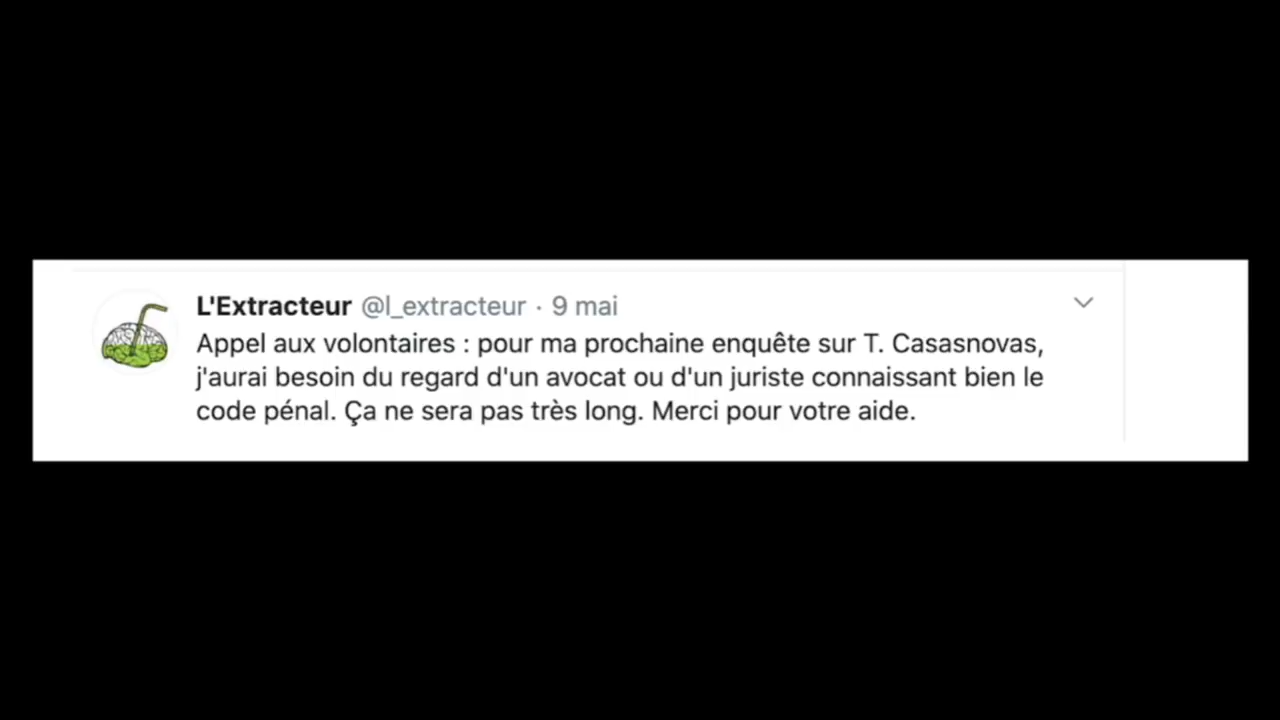 L'Extracteur @l_extracteur · 9 mai
Appel aux volontaires : pour ma prochaine enquête sur T. Casasnovas,
j'aurai besoin du regard d'un avocat ou d'un juriste connaissant bien le
code pénal. Ça ne sera pas très long. Merci pour votre aide.